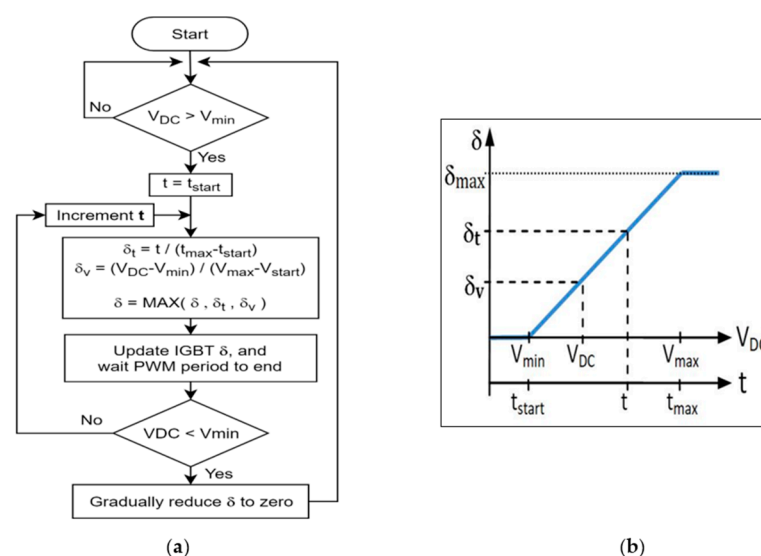 Start
No
V_DC > V_min
Yes
t = t_start
Increment t
δ_t = t / (t_max-t_start)
δ_v = (V_DC-V_min) / (V_max-V_start)
δ = MAX( δ , δ_t , δ_v )
Update IGBT δ, and
wait PWM period to end
No
VDC < Vmin
Yes
Gradually reduce δ to zero
(a)
δ
δ_max
δ_t
δ_v
V_min V_DC V_max V_DC
t
t_start t t_max
(b)